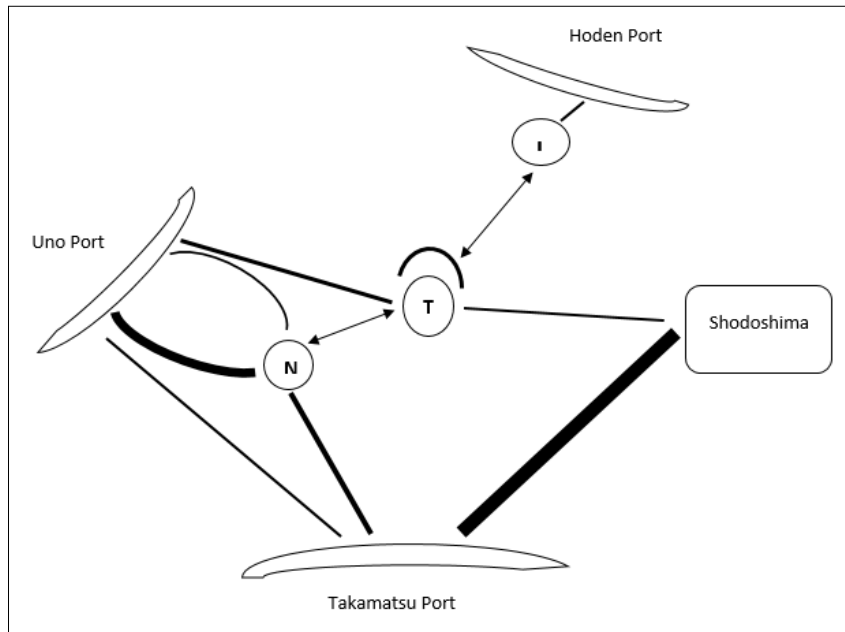 Hoden Port
I
Uno Port
T
Shodoshima
N
Takamatsu Port